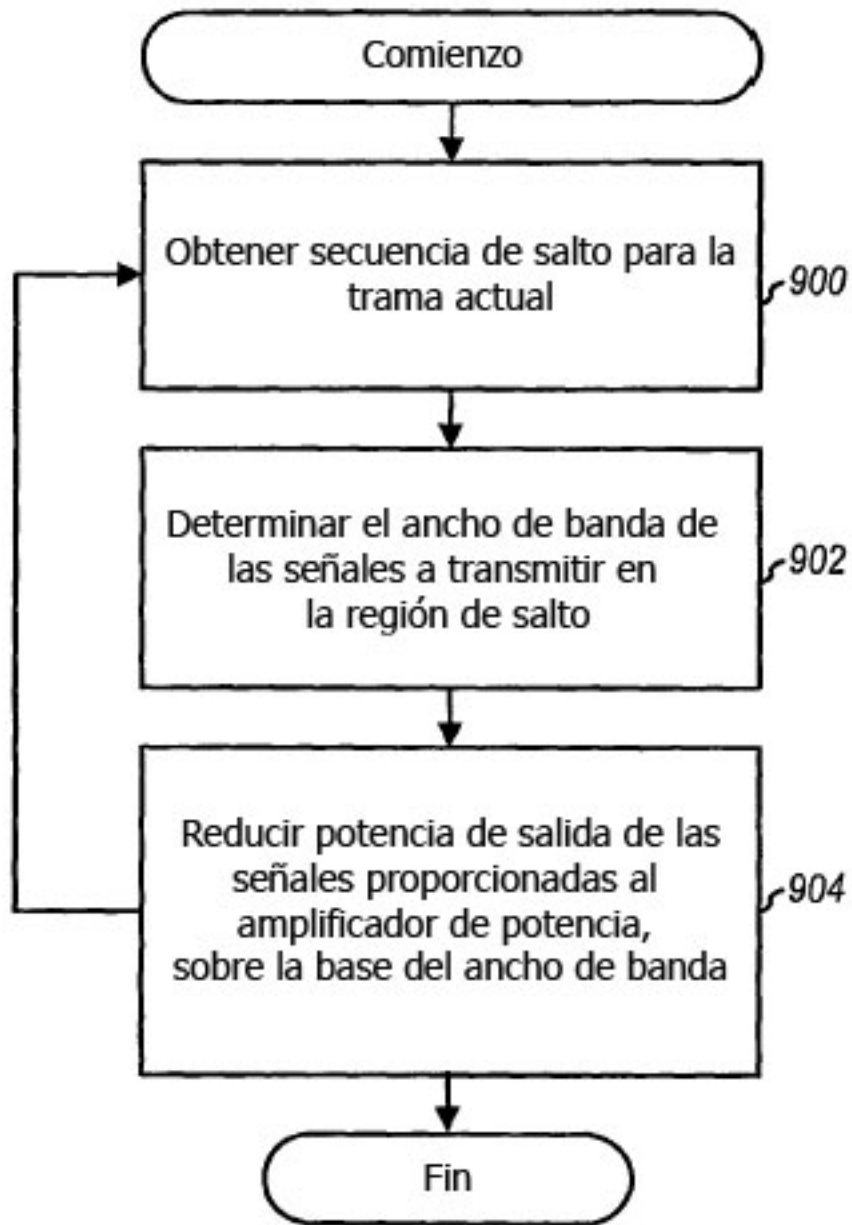 Comienzo
Obtener secuencia de salto para la
trama actual
900
Determinar el ancho de banda de
las señales a transmitir en
la región de salto
902
Reducir potencia de salida de las
señales proporcionadas al
amplificador de potencia,
sobre la base del ancho de banda
904
Fin